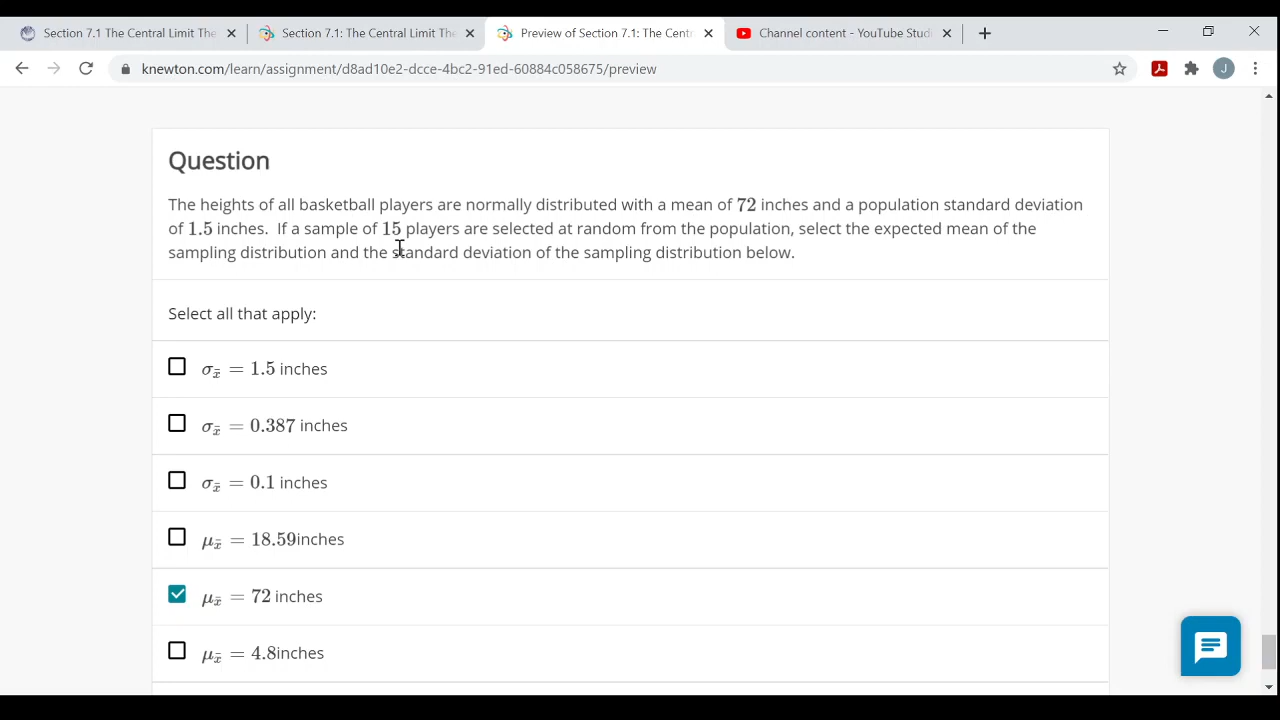 Section 7.1 The Central Limit The
Section 7.1: The Central Limit The
Preview of Section 7.1: The Centr
Channel content - YouTube Studi
knewton.com/learn/assignment/d8ad10e2-dcce-4bc2-91ed-60884c058675/preview
J
Question
The heights of all basketball players are normally distributed with a mean of 72 inches and a population standard deviation
of 1.5 inches. If a sample of 15 players are selected at random from the population, select the expected mean of the
sampling distribution and the standard deviation of the sampling distribution below.
Select all that apply:
σx̄ = 1.5 inches
σx̄ = 0.387 inches
σx̄ = 0.1 inches
μx̄ = 18.59inches
μx̄ = 72 inches
μx̄ = 4.8inches